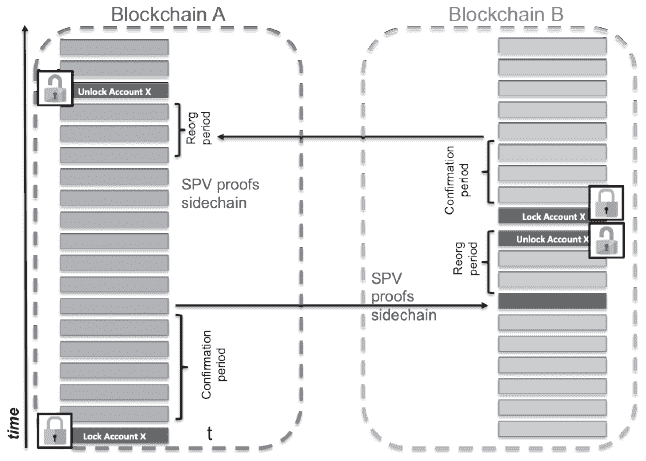 Blockchain A
Blockchain B
Unlock Account X
Reorg
period
SPV proofs
sidechain
Confirmation
period
Lock Account X
Unlock Account X
Reorg
period
SPV
proofs
sidechain
Confirmation
period
Lock Account X
t
time